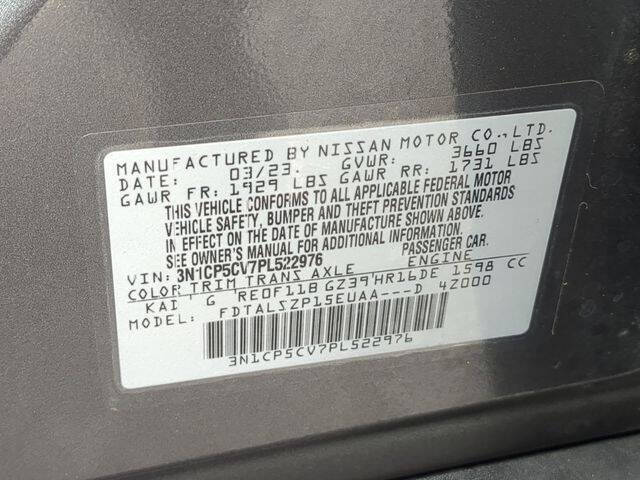 MANUFACTURED BY NISSAN MOTOR CO.,LTD.
DATE: 03/23. GVWR: 3660 LBS
GAWR FR: 1929 LBS GAWR RR: 1731 LBS
THIS VEHICLE CONFORMS TO ALL APPLICABLE FEDERAL MOTOR
VEHICLE SAFETY, BUMPER AND THEFT PREVENTION STANDARDS
IN EFFECT ON THE DATE OF MANUFACTURE SHOWN ABOVE.
SEE OWNER'S MANUAL FOR ADDITIONAL INFORMATION.
VIN: 3N1CP5CV7PL522976 PASSENGER CAR.
COLOR TRIM TRANS AXLE ENGINE
KAI G RE0F11B GZ39 HR16DE 1598 CC
MODEL: FDTALSZP15EUAA---D 4Z000
3N1CP5CV7PL522976